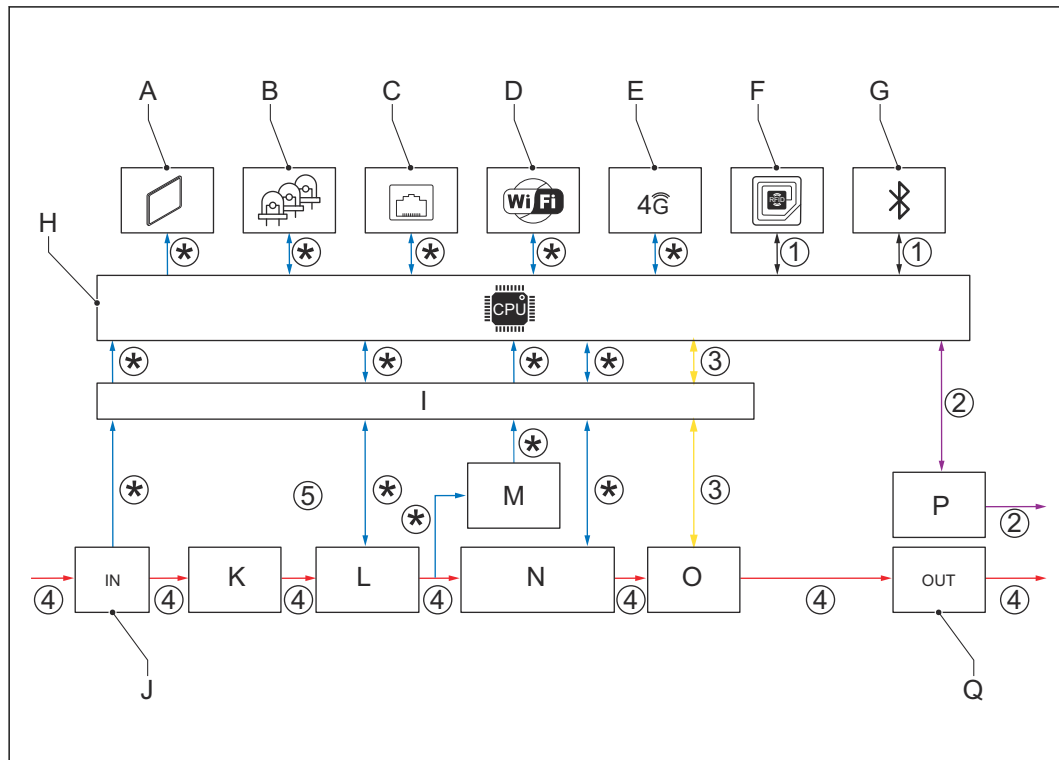 A B C D E F G
H
Wi Fi
4G
RFID
* * * * * 1 1
CPU
* * * * 3
I
2
* 5 * * * * 3
M
P
2
IN K L N O OUT
4 4 4 4 4 4 4
J Q